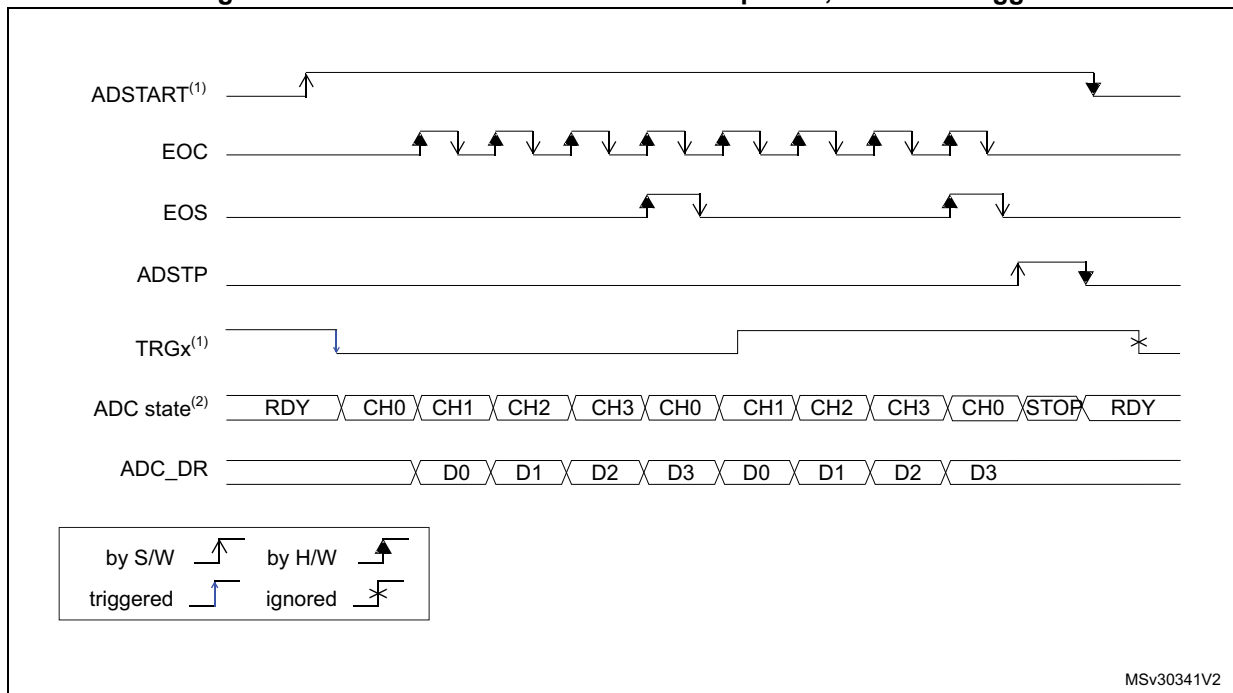 ADSTART(1)
EOC
EOS
ADSTP
TRGx(1)
ADC state(2) RDY CH0 CH1 CH2 CH3 CH0 CH1 CH2 CH3 CH0 STOP RDY
ADC_DR D0 D1 D2 D3 D0 D1 D2 D3
by S/W by H/W
triggered ignored
MSv30341V2